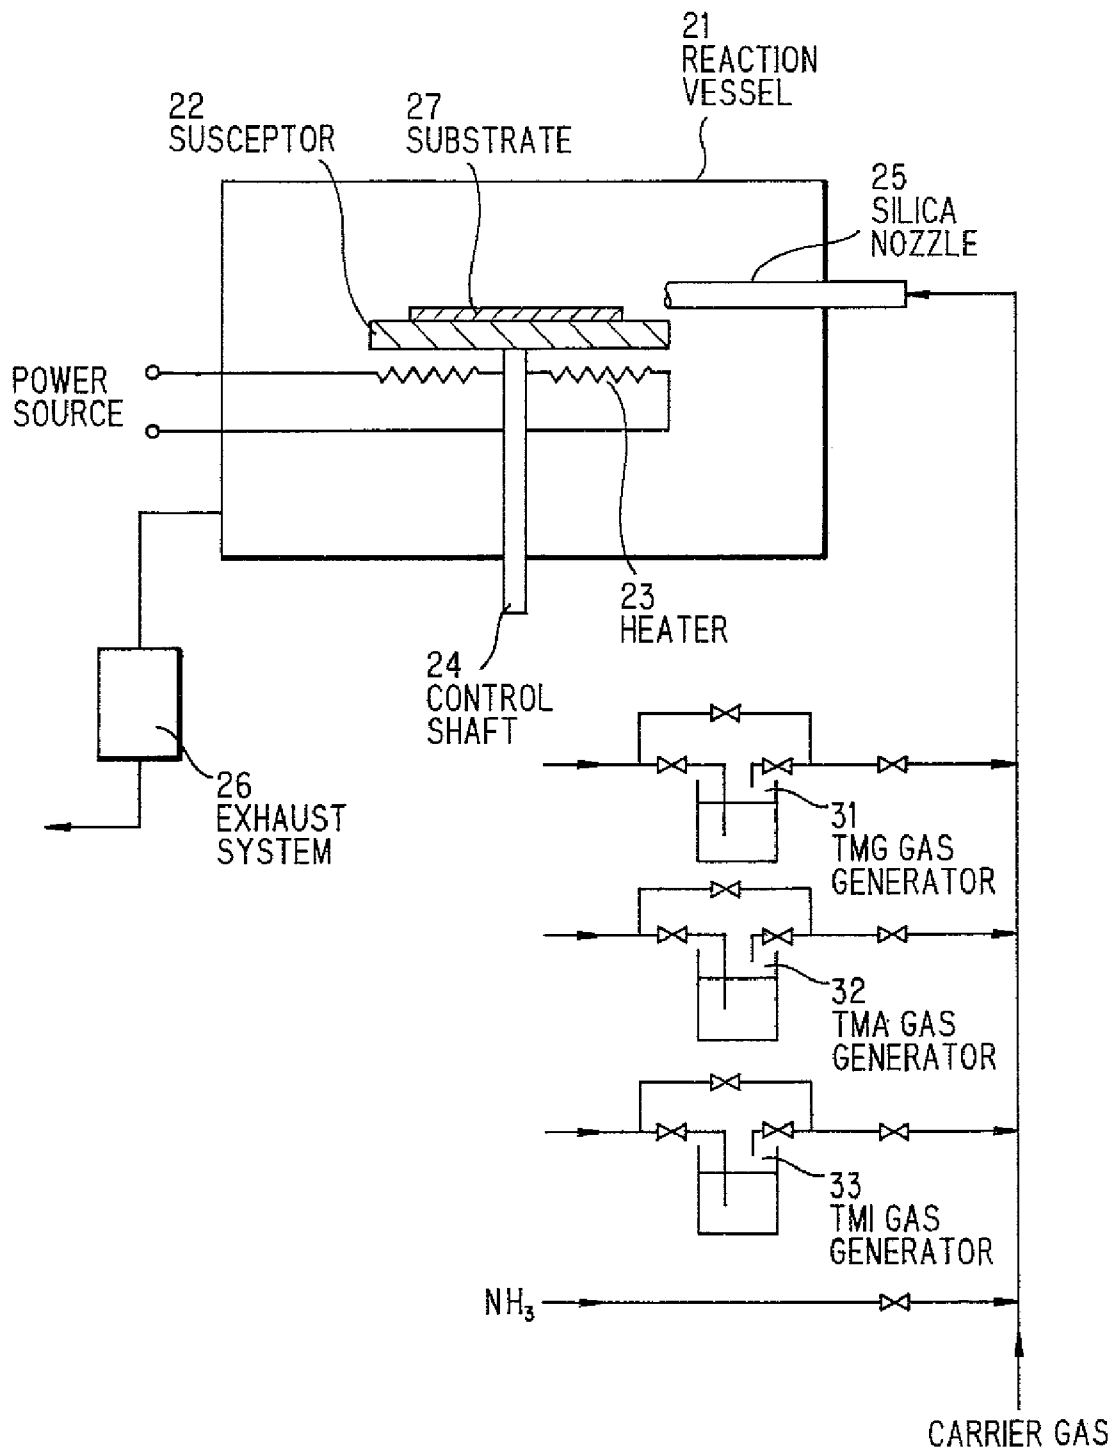 21
REACTION
VESSEL
22
SUSCEPTOR
27
SUBSTRATE
25
SILICA
NOZZLE
POWER
SOURCE
23
HEATER
24
CONTROL
SHAFT
26
EXHAUST
SYSTEM
31
TMG GAS
GENERATOR
32
TMA GAS
GENERATOR
33
TMI GAS
GENERATOR
NH₃
CARRIER GAS